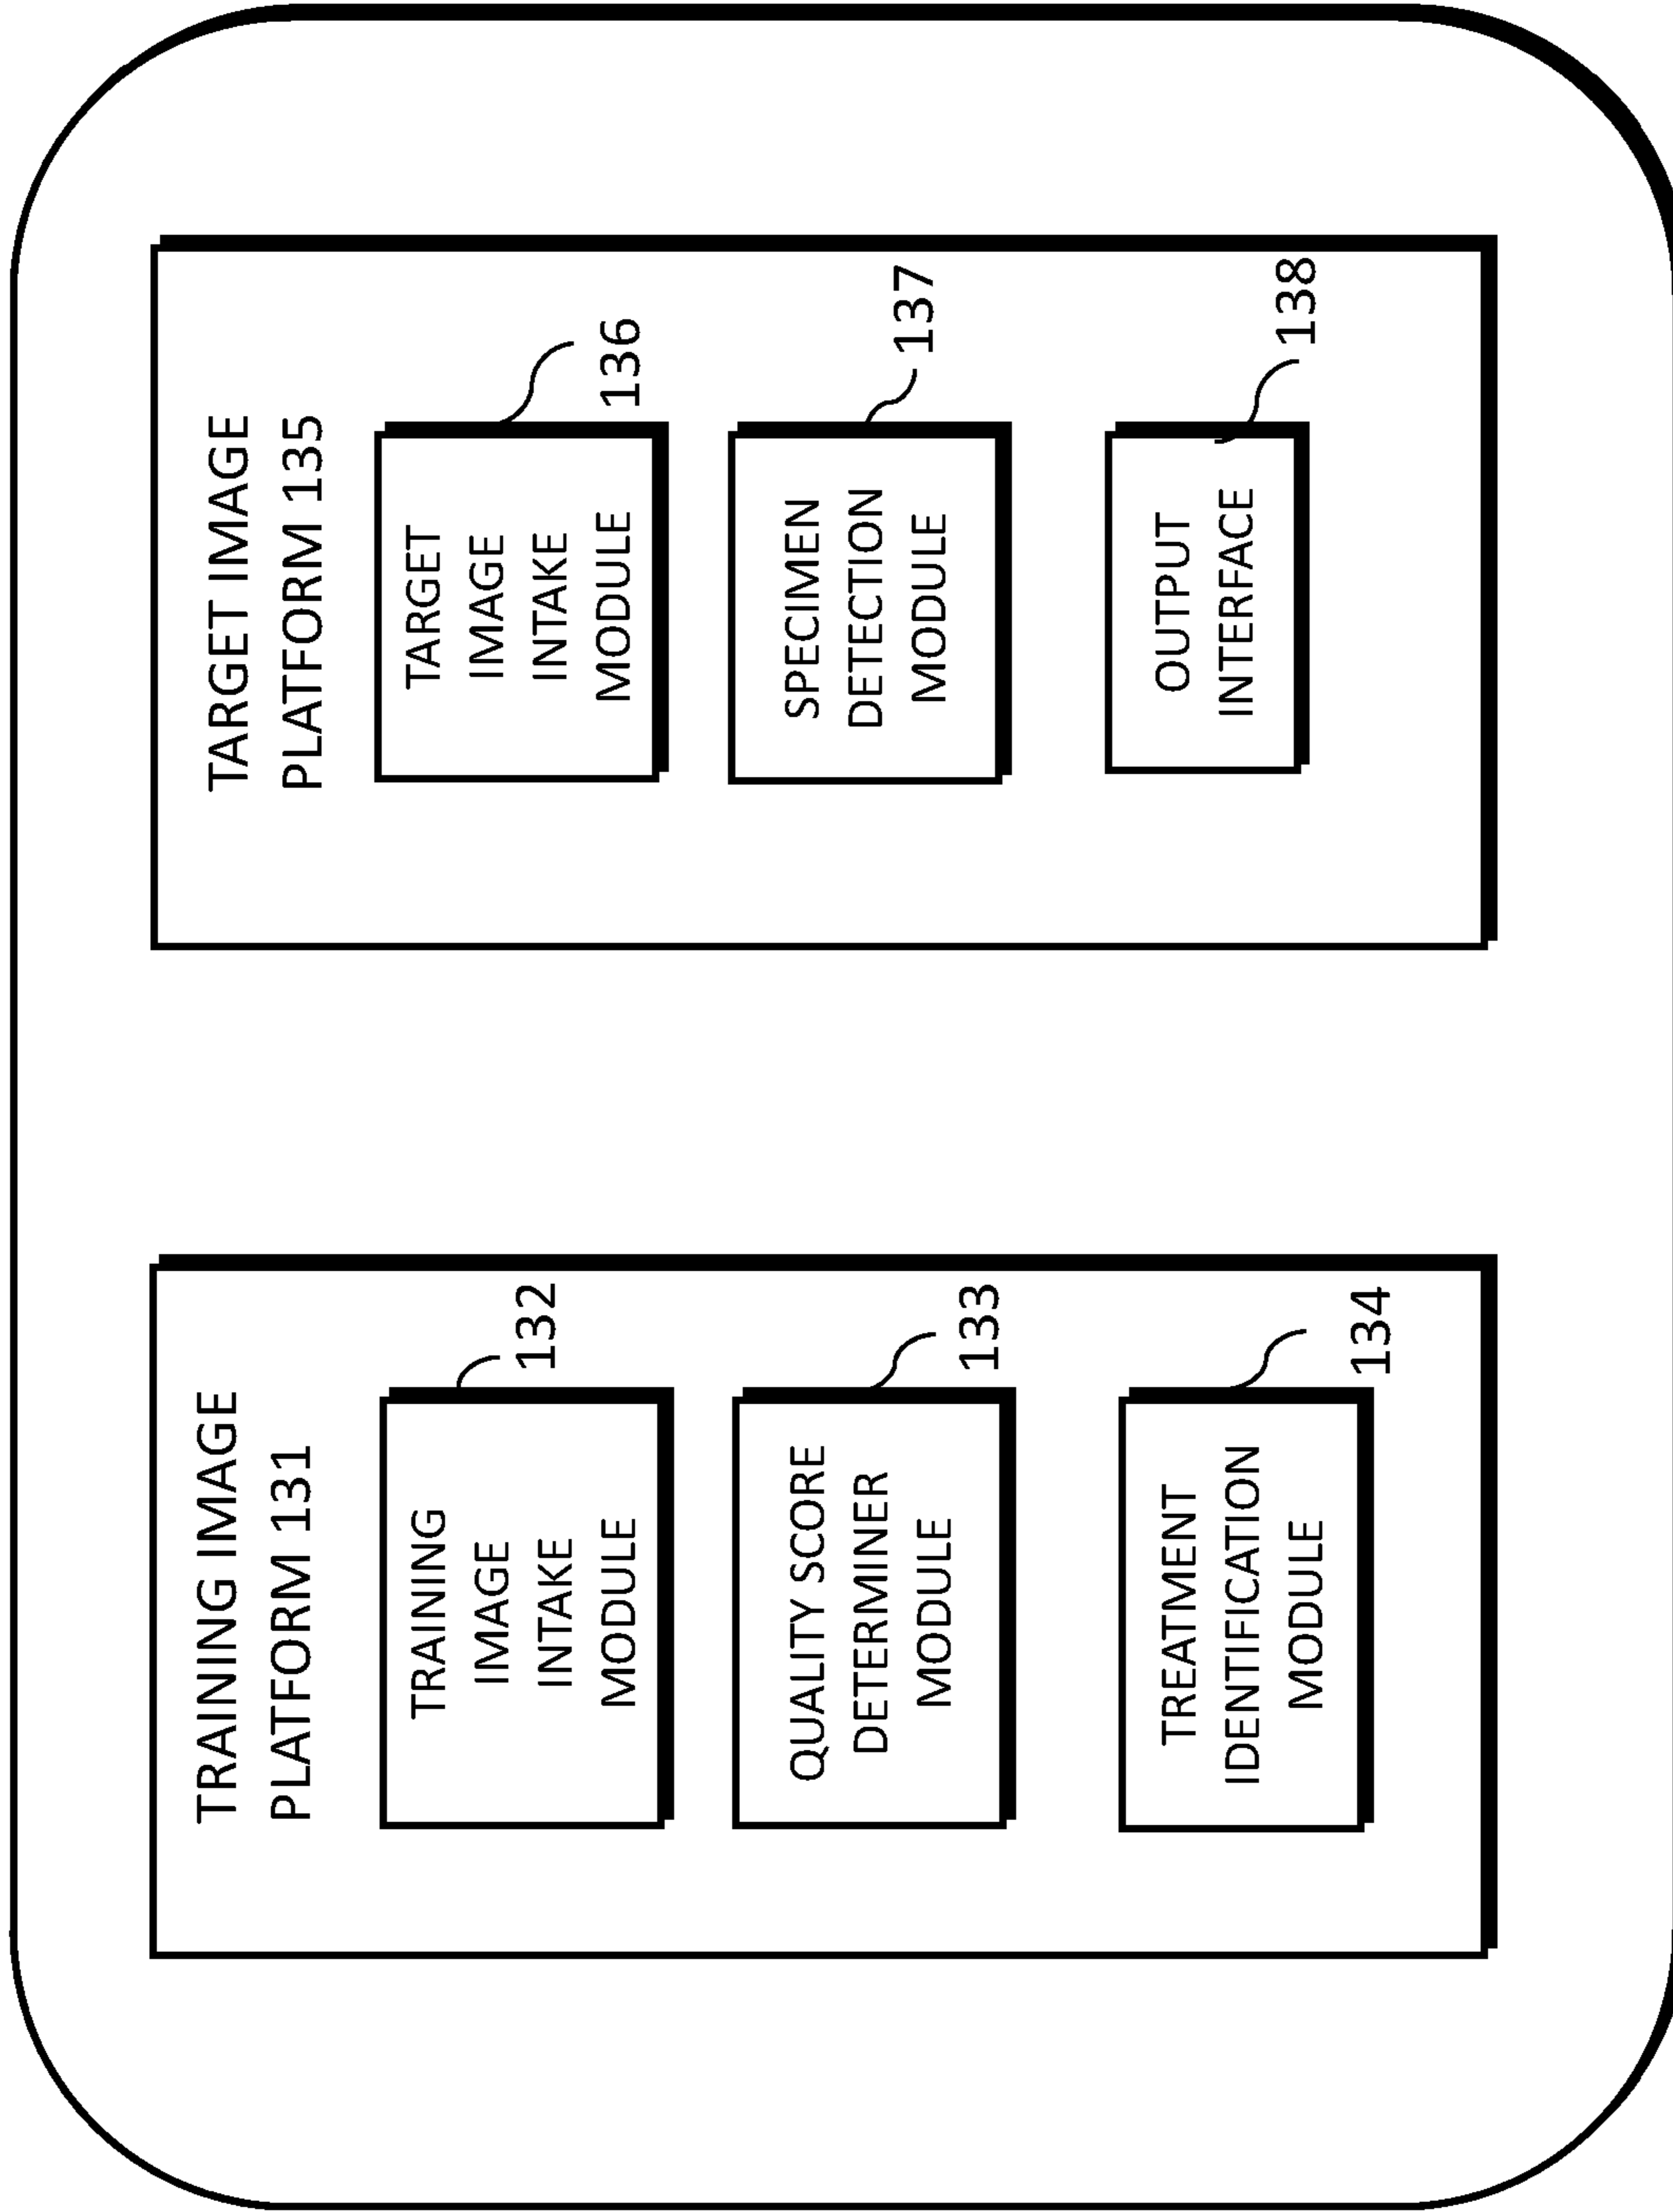 TRAINING IMAGE
PLATFORM 131
TRAINING
IMAGE
INTAKE
MODULE
132
QUALITY SCORE
DETERMINER
MODULE
133
TREATMENT
IDENTIFICATION
MODULE
134
TARGET IMAGE
PLATFORM 135
TARGET
IMAGE
INTAKE
MODULE
136
SPECIMEN
DETECTION
MODULE
137
OUTPUT
INTERFACE
138